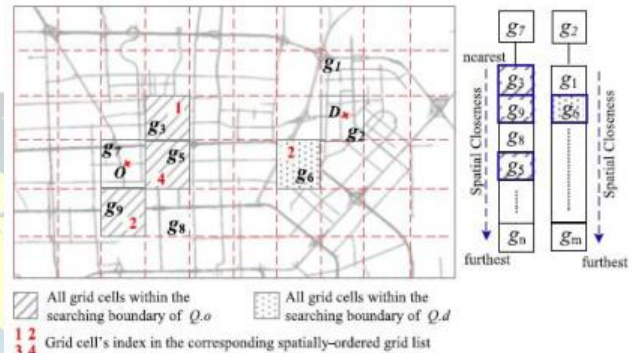 g1
1
D
g3
g2
g7
g5
2
O
4
g6
g9
2
g8
g7
g2
nearest
g3
g1
g9
g6
g8
g5
Spatial Closeness
Spatial Closeness
gn
gm
furthest
furthest
All grid cells within the
searching boundary of Q.o
All grid cells within the
searching boundary of Q.d
1 2
3 4
Grid cell's index in the corresponding spatially-ordered grid list